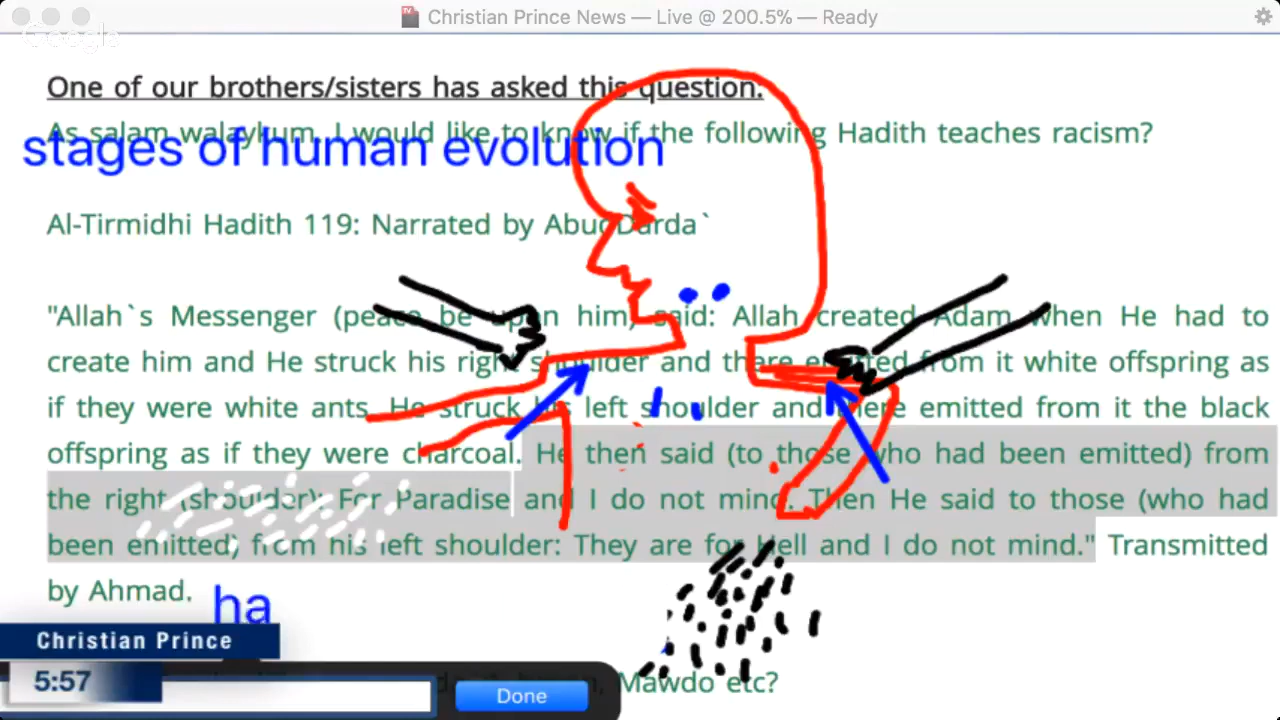 Christian Prince News — Live @ 200.5% — Ready
Google
One of our brothers/sisters has asked this question:
As salam walaykum, I would like to know if the following Hadith teaches racism?
stages of human evolution
Al-Tirmidhi Hadith 119: Narrated by AbudDarda`
"Allah`s Messenger (peace be upon him) said: Allah created Adam when He had to
create him and He struck his right shoulder and there emitted from it white offspring as
if they were white ants. He struck his left shoulder and there emitted from it the black
offspring as if they were charcoal. He then said (to those who had been emitted) from
the right (shoulder): For Paradise and I do not mind. Then He said to those (who had
been emitted) from his left shoulder: They are for Hell and I do not mind." Transmitted
by Ahmad.
ha
Christian Prince
5:57
Mawdo etc?
Done